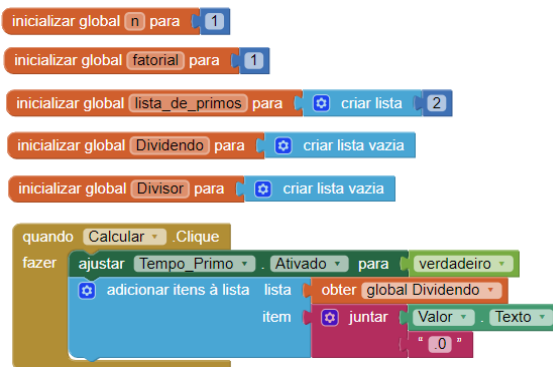 inicializar global n para 1
inicializar global fatorial para 1
inicializar global lista_de_primos para criar lista 2
inicializar global Dividendo para criar lista vazia
inicializar global Divisor para criar lista vazia
quando Calcular .Clique
fazer ajustar Tempo_Primo . Ativado para verdadeiro
adicionar itens à lista lista obter global Dividendo
item juntar Valor . Texto
“ .0 ”